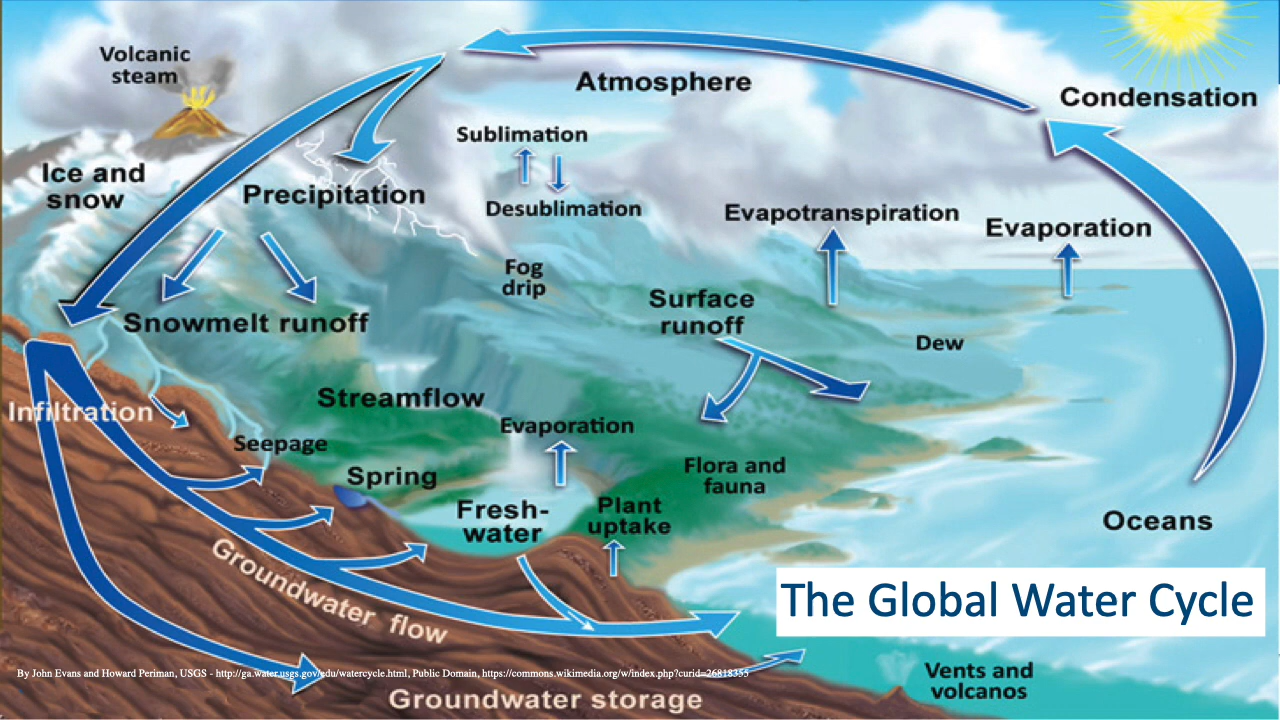 Volcanic
steam
Atmosphere
Condensation
Sublimation
Ice and
snow
Precipitation
Desublimation
Evapotranspiration
Evaporation
Fog
drip
Surface
runoff
Snowmelt runoff
Dew
Streamflow
Infiltration
Evaporation
Seepage
Flora and
fauna
Spring
Fresh-
water
Plant
uptake
Oceans
Groundwater flow
The Global Water Cycle
By John Evans and Howard Periman, USGS - http://ga.water.usgs.gov/edu/watercycle.html, Public Domain, https://commons.wikimedia.org/w/index.php?curid=26818355
Vents and
volcanos
Groundwater storage